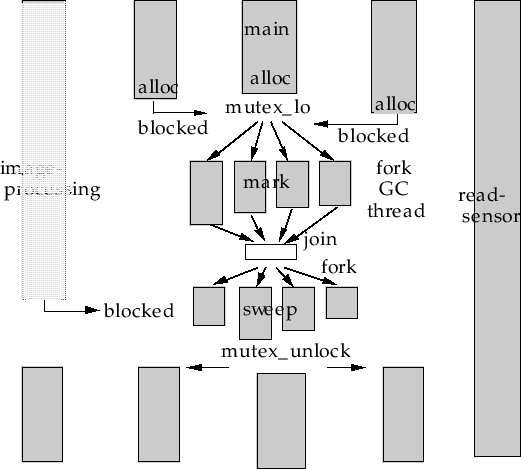 main
alloc
alloc
alloc
mutex_lo
blocked
blocked
image-
processing
mark
fork
GC
thread
read-
sensor
join
fork
blocked
sweep
mutex_unlock